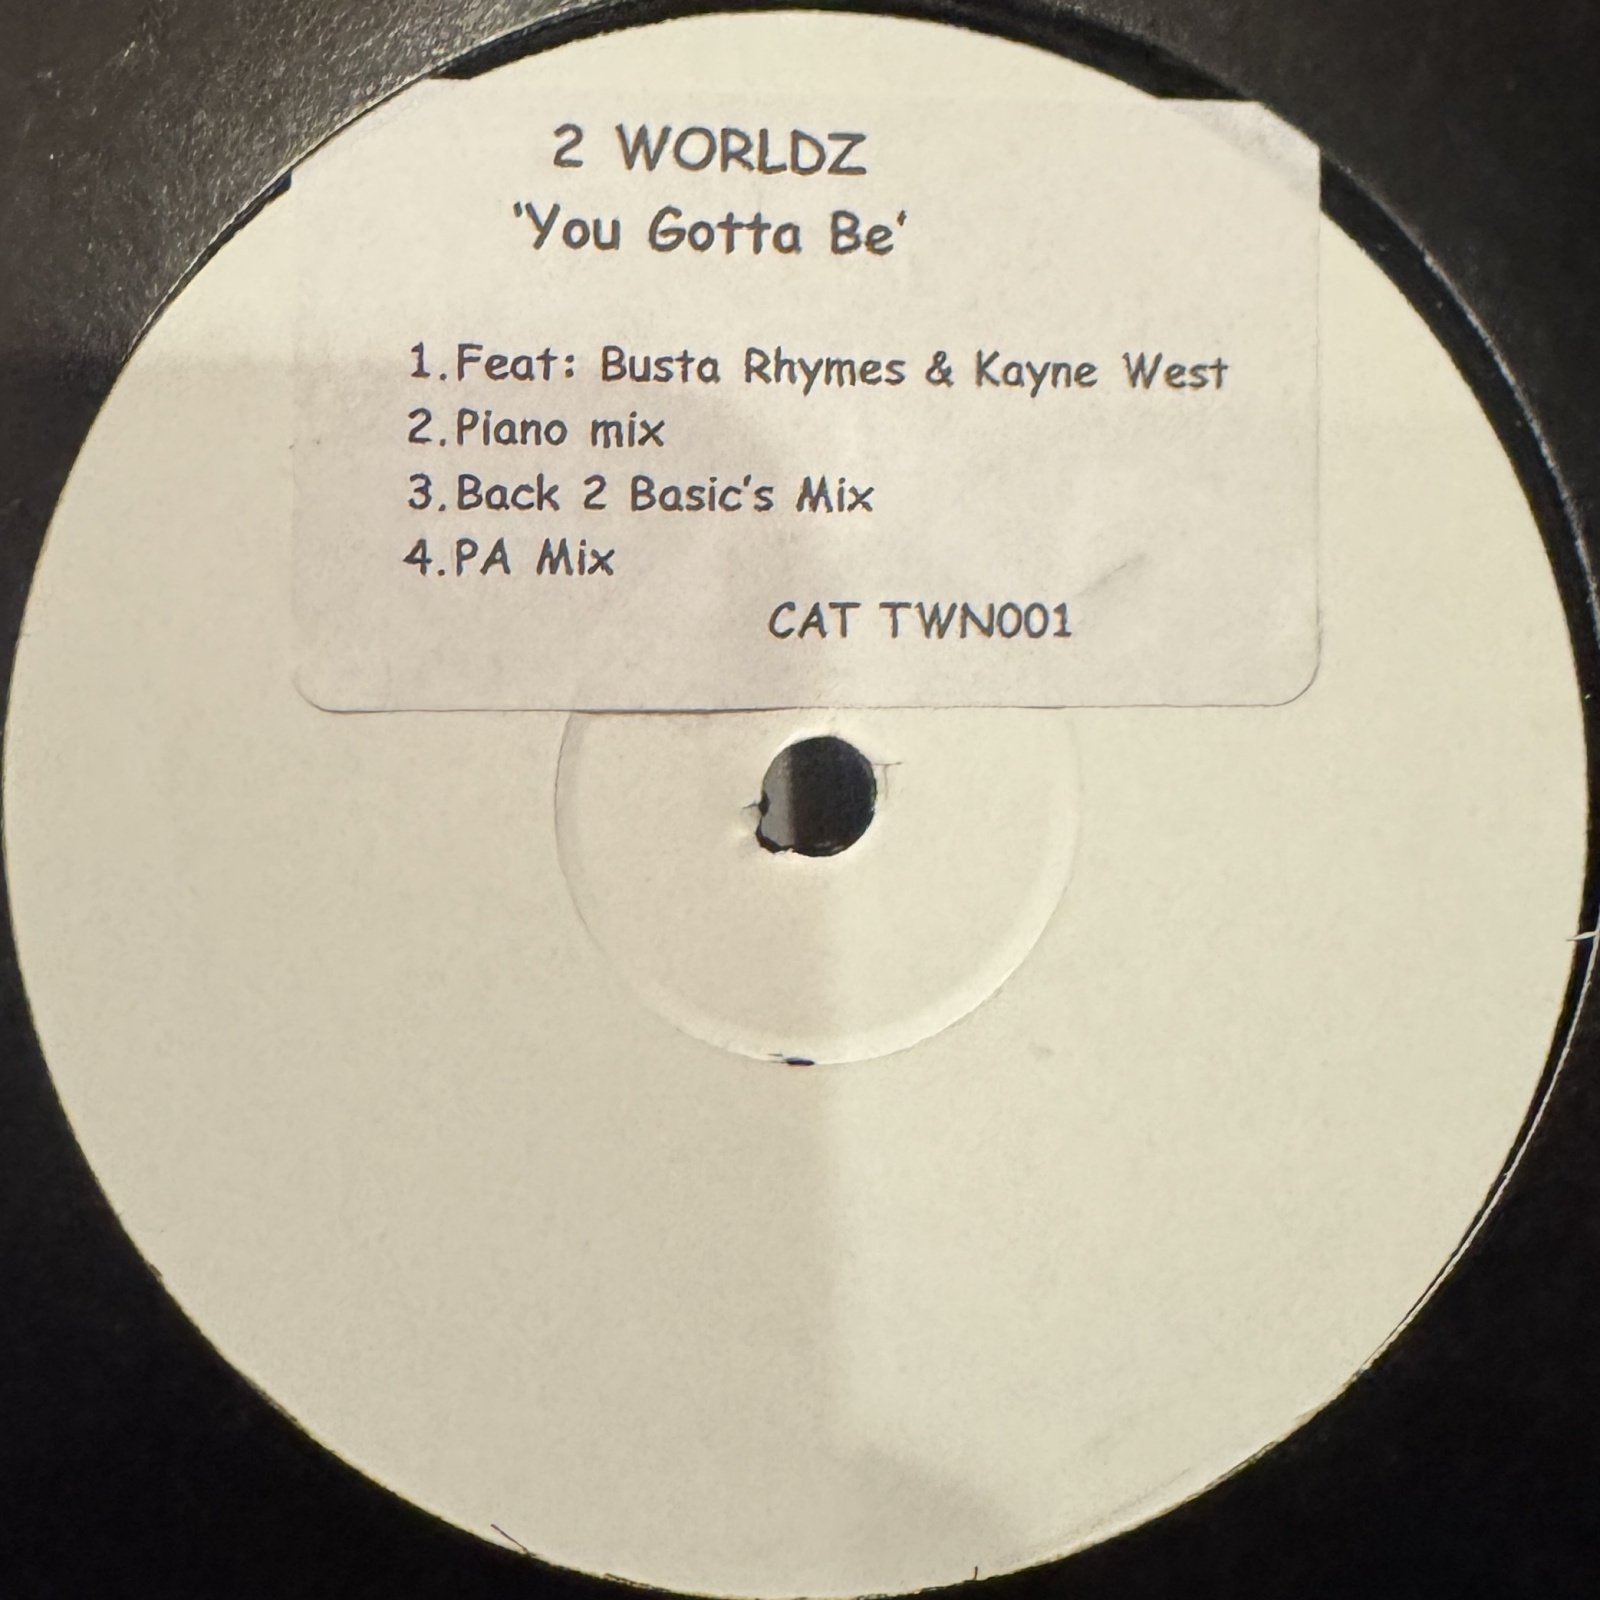 2 WORLDZ
'You Gotta Be'
1. Feat: Busta Rhymes & Kayne West
2. Piano mix
3. Back 2 Basic's Mix
4. PA Mix
CAT TWN001